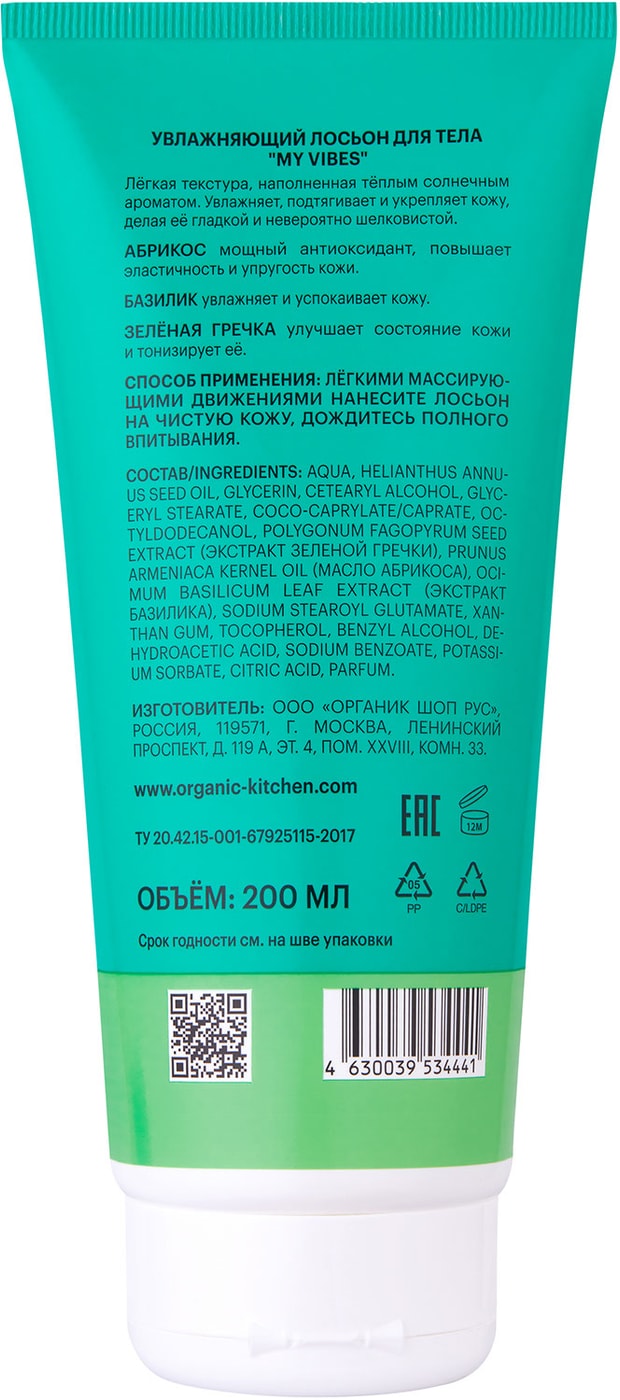 УВЛАЖНЯЮЩИЙ ЛОСЬОН ДЛЯ ТЕЛА
"MY VIBES"
Лёгкая текстура, наполненная тёплым солнечным
ароматом. Увлажняет, подтягивает и укрепляет кожу,
делая её гладкой и невероятно шелковистой.
АБРИКОС мощный антиоксидант, повышает
эластичность и упругость кожи.
БАЗИЛИК увлажняет и успокаивает кожу.
ЗЕЛЁНАЯ ГРЕЧКА улучшает состояние кожи
и тонизирует её.
СПОСОБ ПРИМЕНЕНИЯ: ЛЁГКИМИ МАССИРУЮ-
ЩИМИ ДВИЖЕНИЯМИ НАНЕСИТЕ ЛОСЬОН
НА ЧИСТУЮ КОЖУ, ДОЖДИТЕСЬ ПОЛНОГО
ВПИТЫВАНИЯ.
СОСТАВ/INGREDIENTS: AQUA, HELIANTHUS ANNU-
US SEED OIL, GLYCERIN, CETEARYL ALCOHOL, GLYC-
ERYL STEARATE, COCO-CAPRYLATE/CAPRATE, OC-
TYLDODECANOL, POLYGONUM FAGOPYRUM SEED
EXTRACT (ЭКСТРАКТ ЗЕЛЕНОЙ ГРЕЧКИ), PRUNUS
ARMENIACA KERNEL OIL (МАСЛО АБРИКОСА), OCI-
MUM BASILICUM LEAF EXTRACT (ЭКСТРАКТ
БАЗИЛИКА), SODIUM STEAROYL GLUTAMATE, XAN-
THAN GUM, TOCOPHEROL, BENZYL ALCOHOL, DE-
HYDROACETIC ACID, SODIUM BENZOATE, POTASSI-
UM SORBATE, CITRIC ACID, PARFUM.
ИЗГОТОВИТЕЛЬ: ООО «ОРГАНИК ШОП РУС»,
РОССИЯ, 119571, Г. МОСКВА, ЛЕНИНСКИЙ
ПРОСПЕКТ, Д. 119 А, ЭТ. 4, ПОМ. XXVIII, КОМН. 33.
www.organic-kitchen.com
EAC
12M
ТУ 20.42.15-001-67925115-2017
05
PP
C/LDPE
ОБЪЁМ: 200 МЛ
Срок годности см. на шве упаковки
4 630039 534441